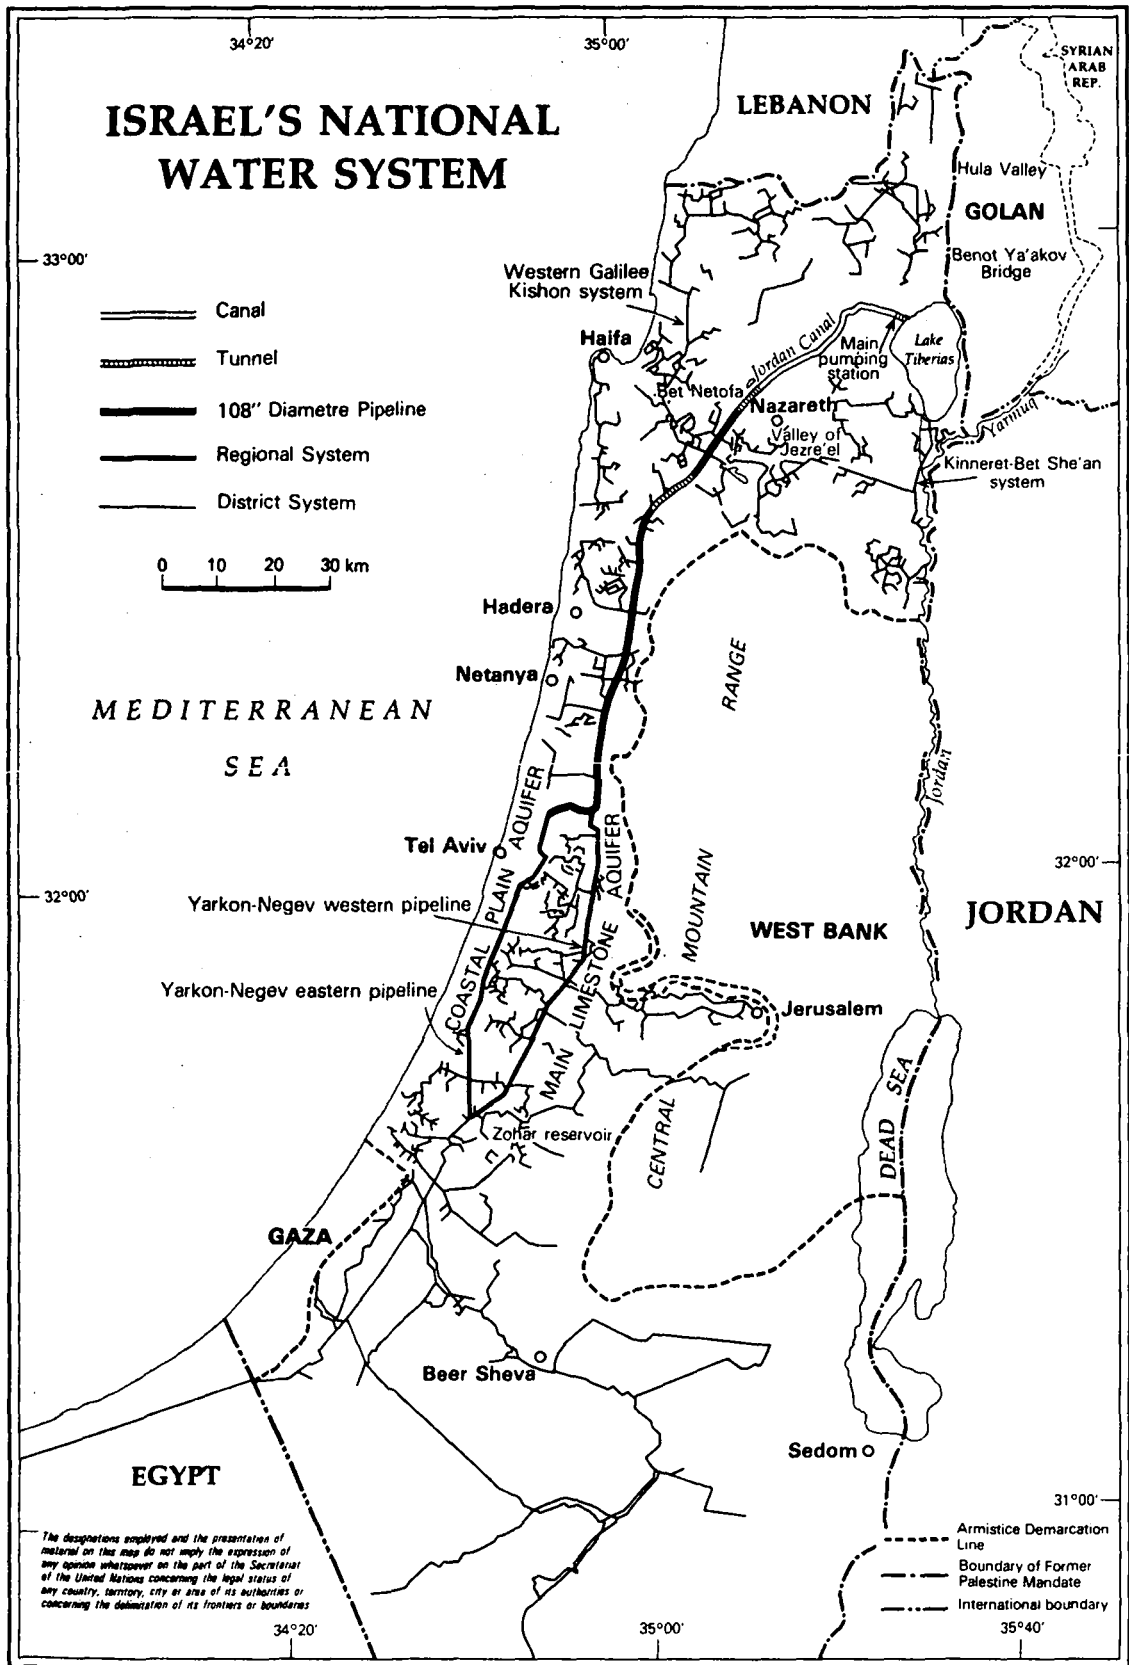 34°20'
35°00'
SYRIAN
ARAB
REP.
ISRAEL'S NATIONAL
WATER SYSTEM
LEBANON
Hula Valley
GOLAN
Benot Ya'akov
Bridge
33°00'
Western Galilee
Kishon system
Canal
Tunnel
108" Diametre Pipeline
Regional System
District System
0 10 20 30 km
Haifa
Jordan Canal
Main
pumping
station
Lake
Tiberias
Bet Netofa
Nazareth
Valley of
Jezre'el
Yarmuq
Kinneret-Bet She'an
system
Hadera
Netanya
MEDITERRANEAN
SEA
RANGE
Jordan
COASTAL PLAIN AQUIFER
Tel Aviv
MAIN LIMESTONE AQUIFER
32°00'
32°00'
Yarkon-Negev western pipeline
CENTRAL MOUNTAIN
WEST BANK
JORDAN
Yarkon-Negev eastern pipeline
Jerusalem
DEAD SEA
Zohar reservoir
GAZA
Beer Sheva
Sedom
EGYPT
31°00'
The designations employed and the presentation of
material on this map do not imply the expression of
any opinion whatsoever on the part of the Secretariat
of the United Nations concerning the legal status of
any country, territory, city or area of its authorities or
concerning the delimitation of its frontiers or boundaries
Armistice Demarcation
Line
Boundary of Former
Palestine Mandate
International boundary
34°20'
35°00'
35°40'